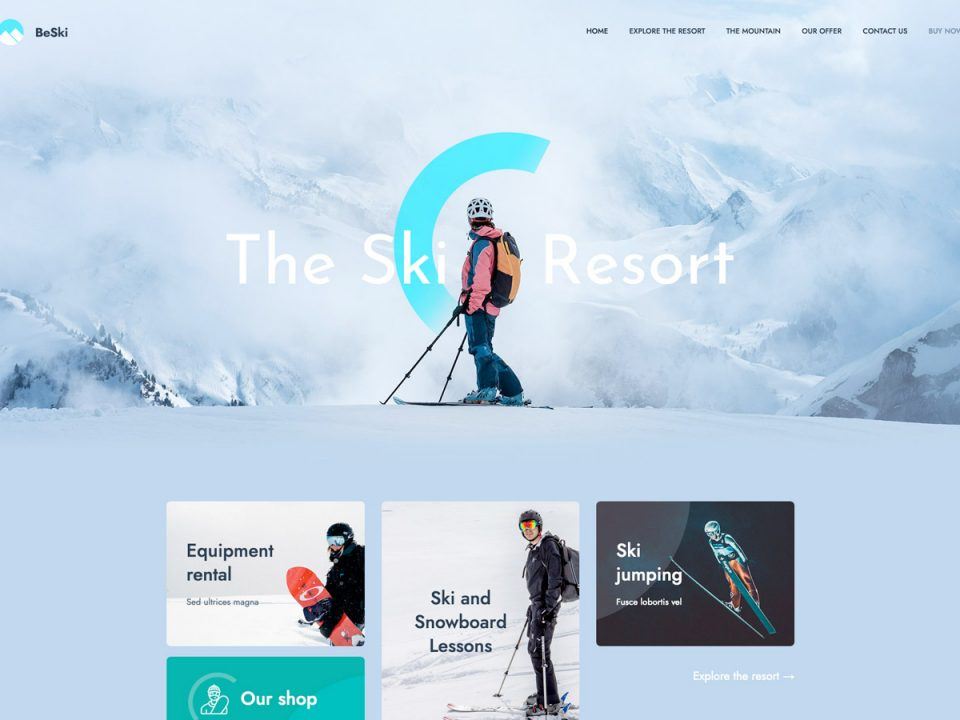 BeSki
HOME EXPLORE THE RESORT THE MOUNTAIN OUR OFFER CONTACT US BUY NOW
The Ski Resort
Equipment
rental
Sed ultrices magna
Ski and
Snowboard
Lessons
Ski
jumping
Fusce lobortis vel
Our shop
Explore the resort →